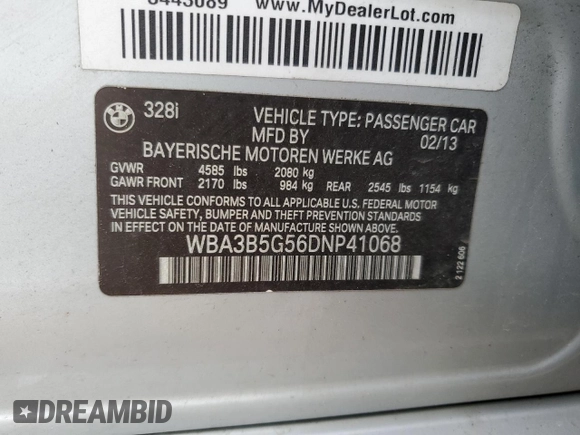 www.MyDealerLot.com
328i
VEHICLE TYPE: PASSENGER CAR
MFD BY 02/13
BAYERISCHE MOTOREN WERKE AG
GVWR 4585 lbs 2080 kg
GAWR FRONT 2170 lbs 984 kg REAR 2545 lbs 1154 kg
THIS VEHICLE CONFORMS TO ALL APPLICABLE U.S. FEDERAL MOTOR
VEHICLE SAFETY, BUMPER AND THEFT PREVENTION STANDARDS
IN EFFECT ON THE DATE OF MANUFACTURE SHOWN ABOVE.
WBA3B5G56DNP41068
2 122 606
DREAMBID